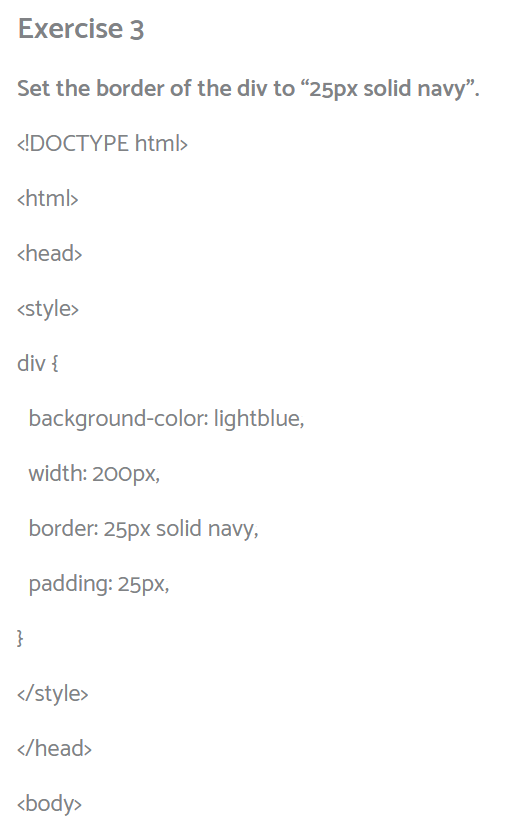 Exercise 3
Set the border of the div to “25px solid navy”.
<!DOCTYPE html>
<html>
<head>
<style>
div {
background-color: lightblue,
width: 200px,
border: 25px solid navy,
padding: 25px,
}
</style>
</head>
<body>